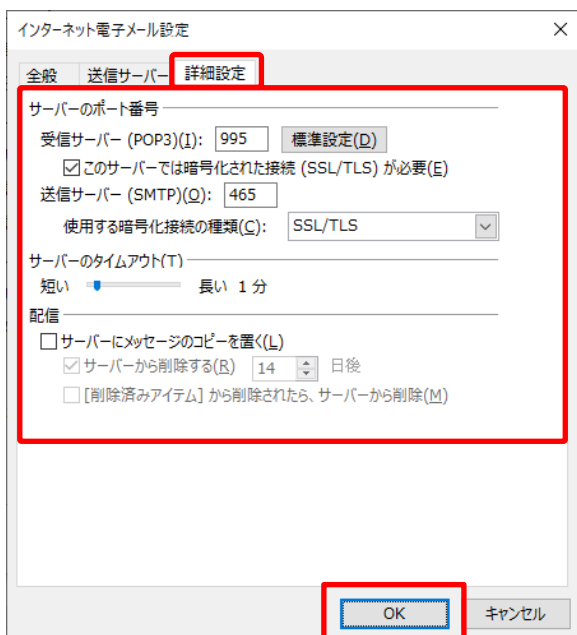 インターネット電子メール設定
全般 送信サーバー 詳細設定
サーバーのポート番号
受信サーバー (POP3)(I): 995 標準設定(D)
このサーバーでは暗号化された接続 (SSL/TLS) が必要(E)
送信サーバー (SMTP)(O): 465
使用する暗号化接続の種類(C): SSL/TLS
サーバーのタイムアウト(T)
短い 長い 1 分
配信
サーバーにメッセージのコピーを置く(L)
サーバーから削除する(R) 14 日後
[削除済みアイテム] から削除されたら、サーバーから削除(M)
OK キャンセル